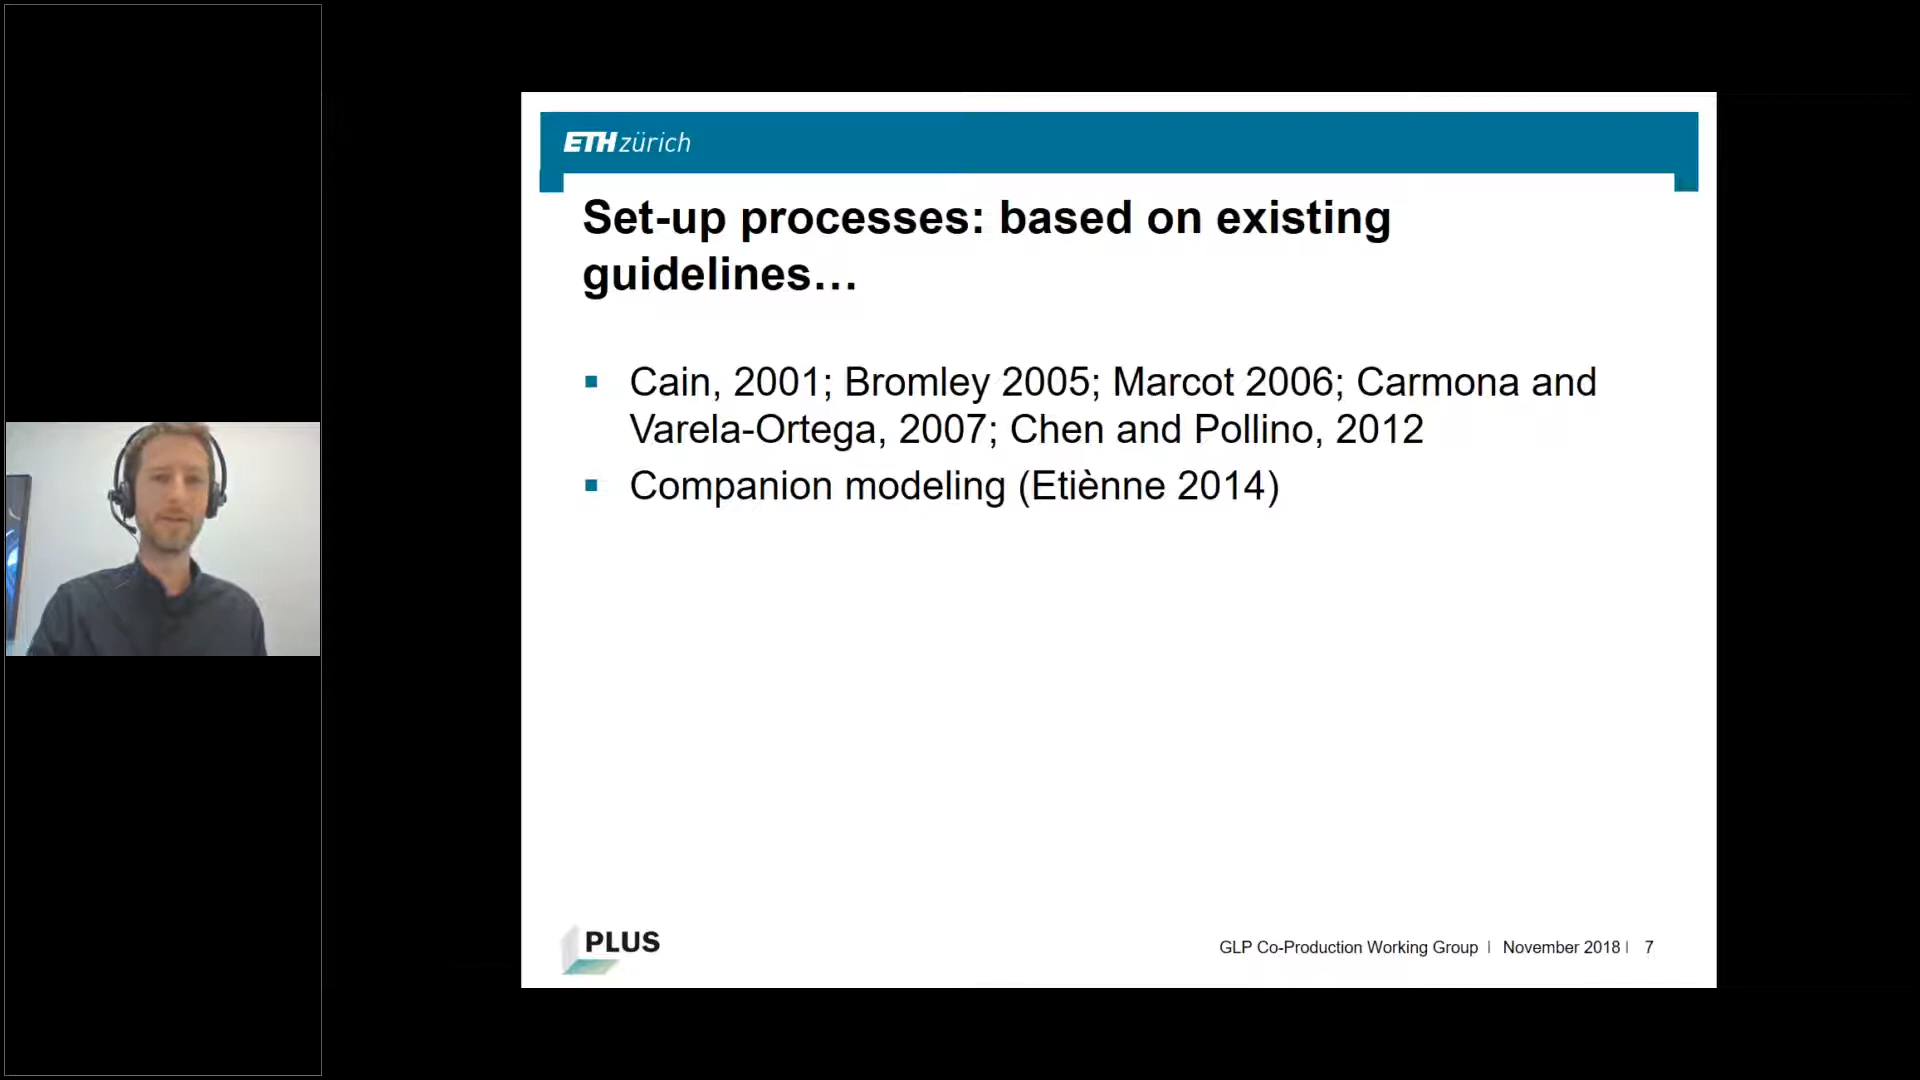 ETH zürich
Set-up processes: based on existing
guidelines…
▪ Cain, 2001; Bromley 2005; Marcot 2006; Carmona and
Varela-Ortega, 2007; Chen and Pollino, 2012
▪ Companion modeling (Etiènne 2014)
PLUS
GLP Co-Production Working Group | November 2018 | 7